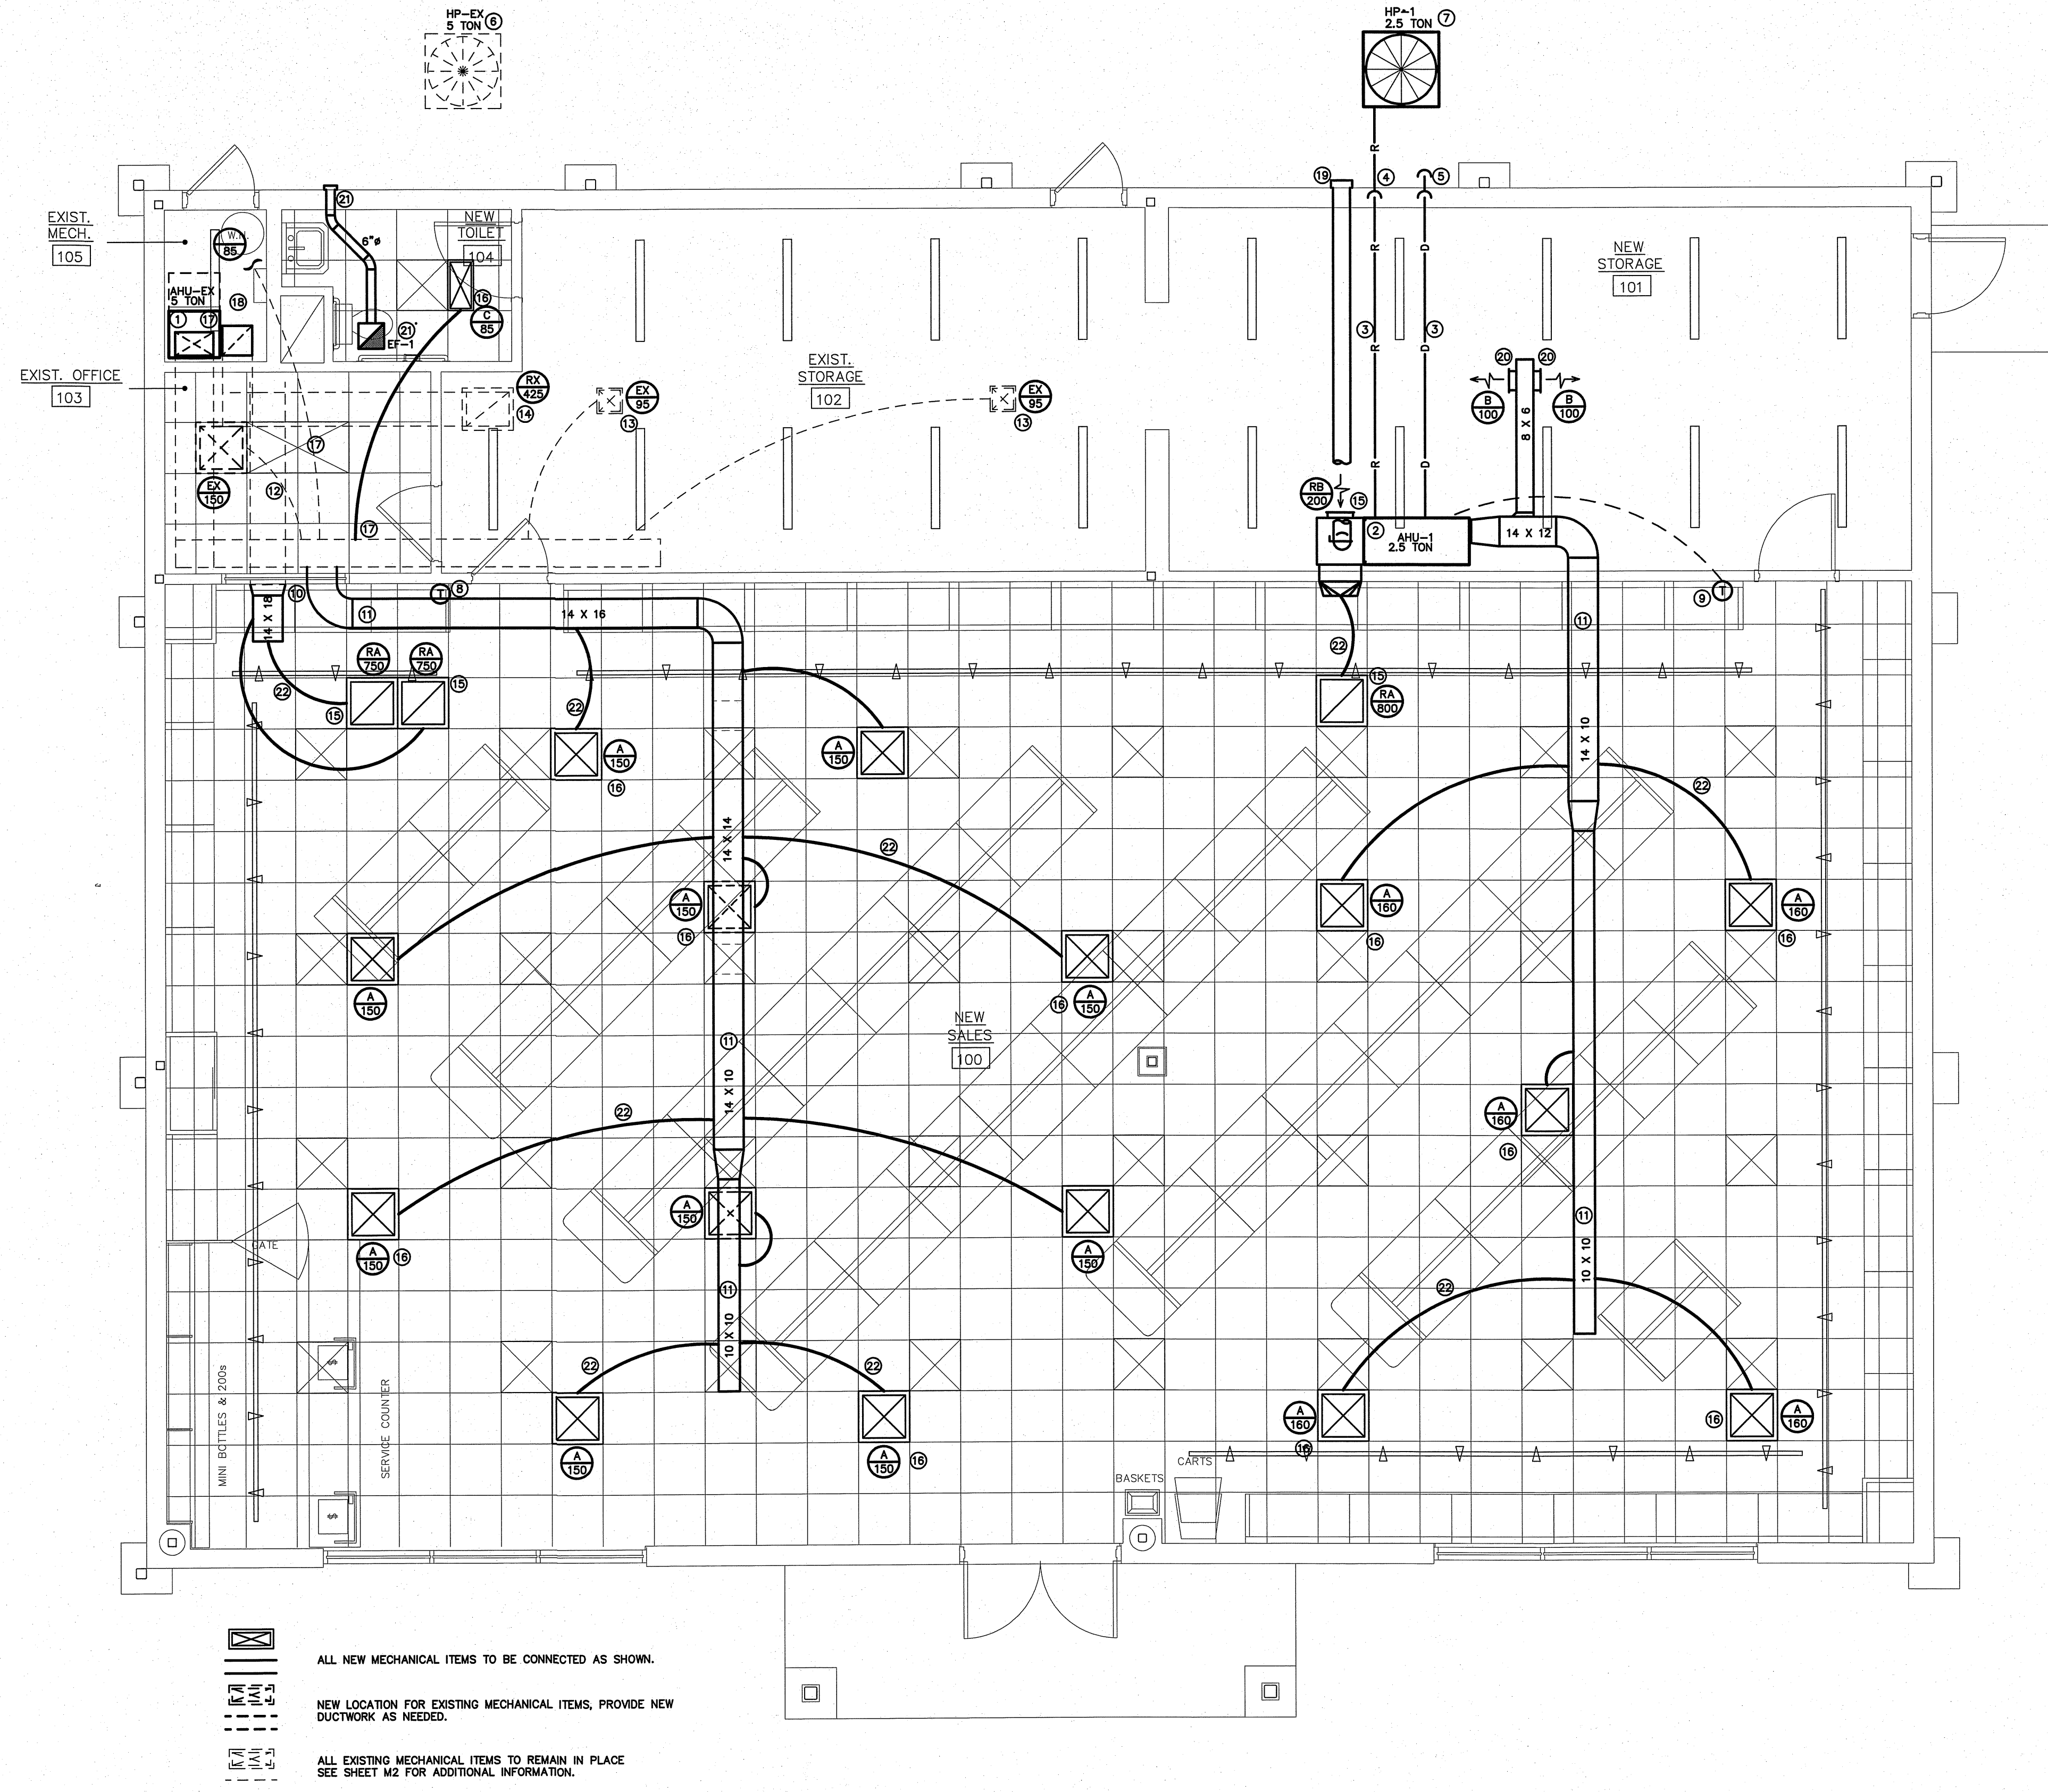 HP-EX
5 TON
6
HP-1
2.5 TON
7
EXIST.
MECH.
105
W.H.
85
21
6"ø
NEW
TOILET
104
19
4
5
R
R
D
NEW
STORAGE
101
AHU-EX
5 TON
18
1
17
16
C
85
21
EF-1
3
3
R
D
EXIST.
STORAGE
102
EXIST. OFFICE
103
RX
425
14
EX
95
13
EX
95
13
20
20
B
100
B
100
8 X 6
17
EX
150
12
17
R
D
RB
200
15
2
AHU-1
2.5 TON
14 X 12
10
14 X 18
11
T
8
14 X 16
9
T
11
RA
750
RA
750
22
15
15
22
22
15
RA
800
A
150
16
A
150
14 X 10
22
14 X 14
22
A
150
16
A
160
16
A
160
16
A
150
16
A
150
NEW
SALES
100
11
14 X 10
22
A
160
16
A
150
11
A
150
16
A
150
GATE
10 X 10
11
10 X 10
22
22
22
A
150
A
150
16
A
160
16
16
A
160
MINI BOTTLES & 200s
SERVICE COUNTER
$
$
BASKETS
CARTS
ALL NEW MECHANICAL ITEMS TO BE CONNECTED AS SHOWN.
NEW LOCATION FOR EXISTING MECHANICAL ITEMS, PROVIDE NEW
DUCTWORK AS NEEDED.
ALL EXISTING MECHANICAL ITEMS TO REMAIN IN PLACE
SEE SHEET M2 FOR ADDITIONAL INFORMATION.